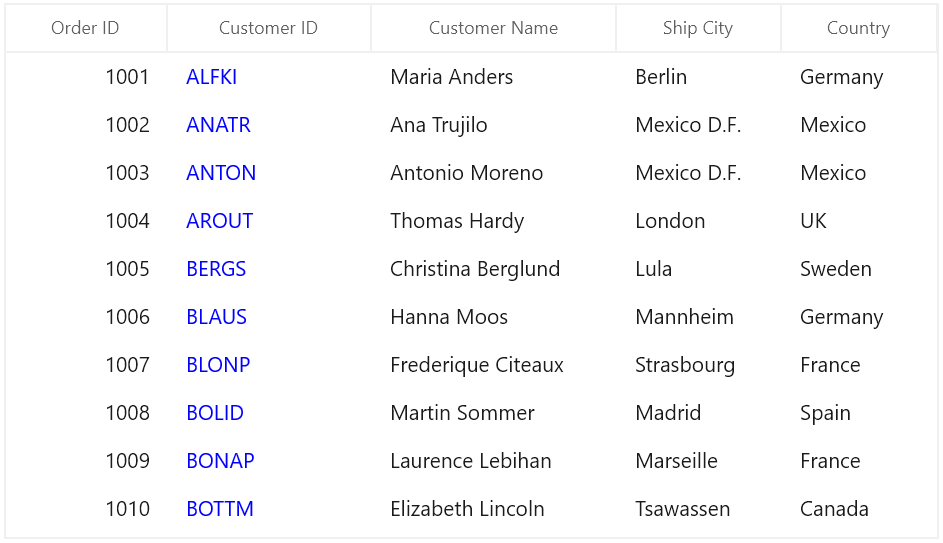 Order ID Customer ID Customer Name Ship City Country
1001 ALFKI Maria Anders Berlin Germany
1002 ANATR Ana Trujilo Mexico D.F. Mexico
1003 ANTON Antonio Moreno Mexico D.F. Mexico
1004 AROUT Thomas Hardy London UK
1005 BERGS Christina Berglund Lula Sweden
1006 BLAUS Hanna Moos Mannheim Germany
1007 BLONP Frederique Citeaux Strasbourg France
1008 BOLID Martin Sommer Madrid Spain
1009 BONAP Laurence Lebihan Marseille France
1010 BOTTM Elizabeth Lincoln Tsawassen Canada